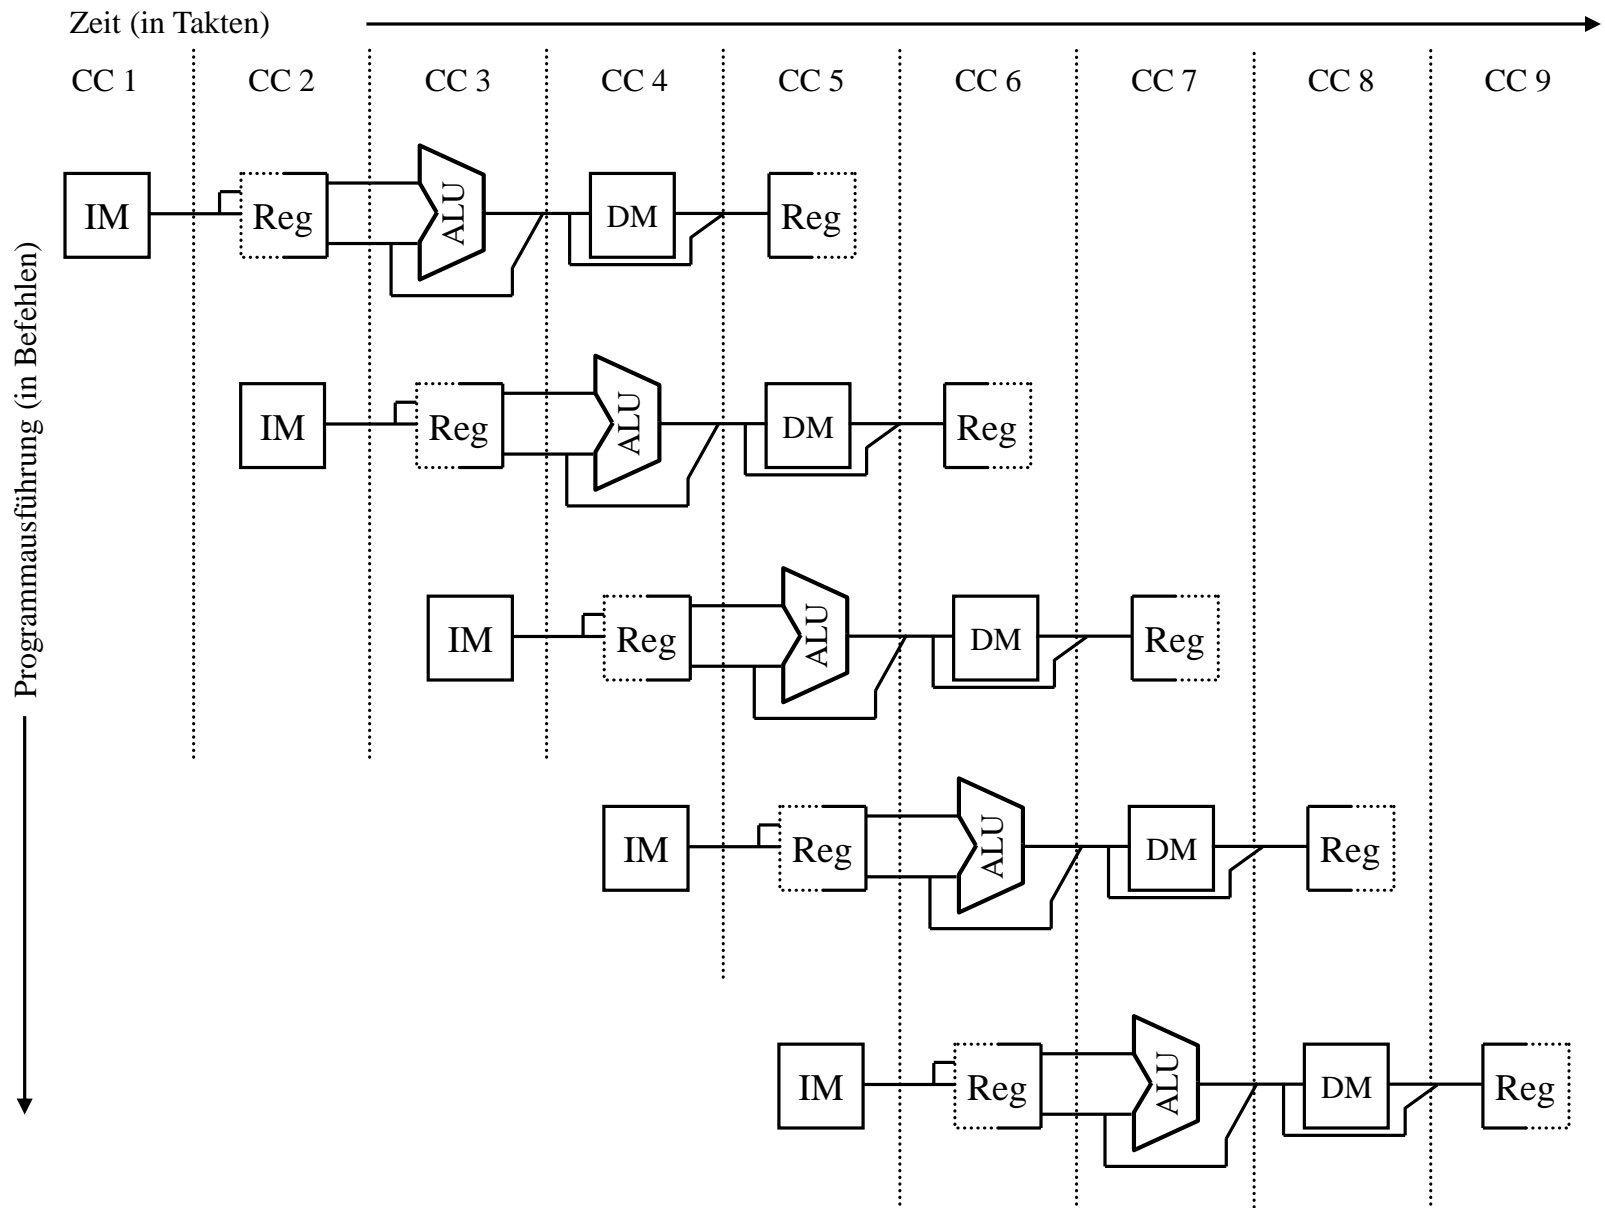 Zeit (in Takten)
CC 1 CC 2 CC 3 CC 4 CC 5 CC 6 CC 7 CC 8 CC 9
Programmausführung (in Befehlen)
IM Reg ALU DM Reg
IM Reg ALU DM Reg
IM Reg ALU DM Reg
IM Reg ALU DM Reg
IM Reg ALU DM Reg